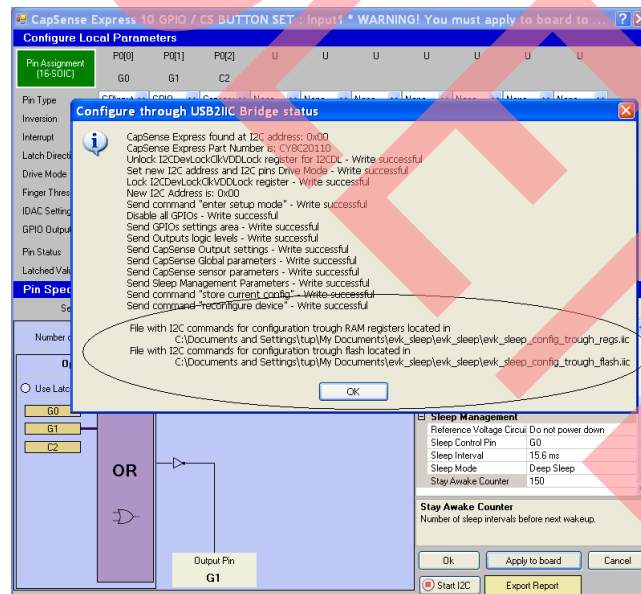 CapSense Express 10 GPIO / CS BUTTON SET : Input1 * WARNING! You must apply to board to ...
Configure Local Parameters
Pin Assignment
(16-SOIC)
P0[0] P0[1] P0[2] U U U U U U U
G0 G1 C2
Pin Type
Inversion
Interrupt
Latch Directi
Drive Mode
Finger Thres
IDAC Setting
GPIO Outpu
Pin Status
Latched Valu
Pin Spec
Se
Number o
Op
Use Latc
Configure through USB2IIC Bridge status
CapSense Express found at I2C address: 0x00
CapSense Express Part Number is: CY8C20110
Unlock I2CDevLockClkVDDLock register for I2CDL - Write successful
Set new I2C address and I2C pins Drive Mode - Write successful
Lock I2CDevLockClkVDDLock register - Write successful
New I2C Address is: 0x00
Send command "enter setup mode" - Write successful
Disable all GPIOs - Write successful
Send GPIOs settings area - Write successful
Send Outputs logic levels - Write successful
Send CapSense Output settings - Write successful
Send CapSense Global parameters - Write successful
Send CapSense sensor parameters - Write successful
Send Sleep Management Parameters - Write successful
Send command "store current config" - Write successful
Send command "reconfigure device" - Write successful
File with I2C commands for configuration trough RAM registers located in
C:\Documents and Settings\tup\My Documents\evk_sleep\evk_sleep\evk_sleep_config_trough_regs.iic
File with I2C commands for configuration trough flash located in
C:\Documents and Settings\tup\My Documents\evk_sleep\evk_sleep\evk_sleep_config_trough_flash.iic
OK
G0
G1
C2
OR
Output Pin
G1
Sleep Management
Reference Voltage Circui Do not power down
Sleep Control Pin G0
Sleep Interval 15.6 ms
Sleep Mode Deep Sleep
Stay Awake Counter 150
Stay Awake Counter
Number of sleep intervals before next wakeup.
Ok Apply to board Cancel
Start I2C Export Report